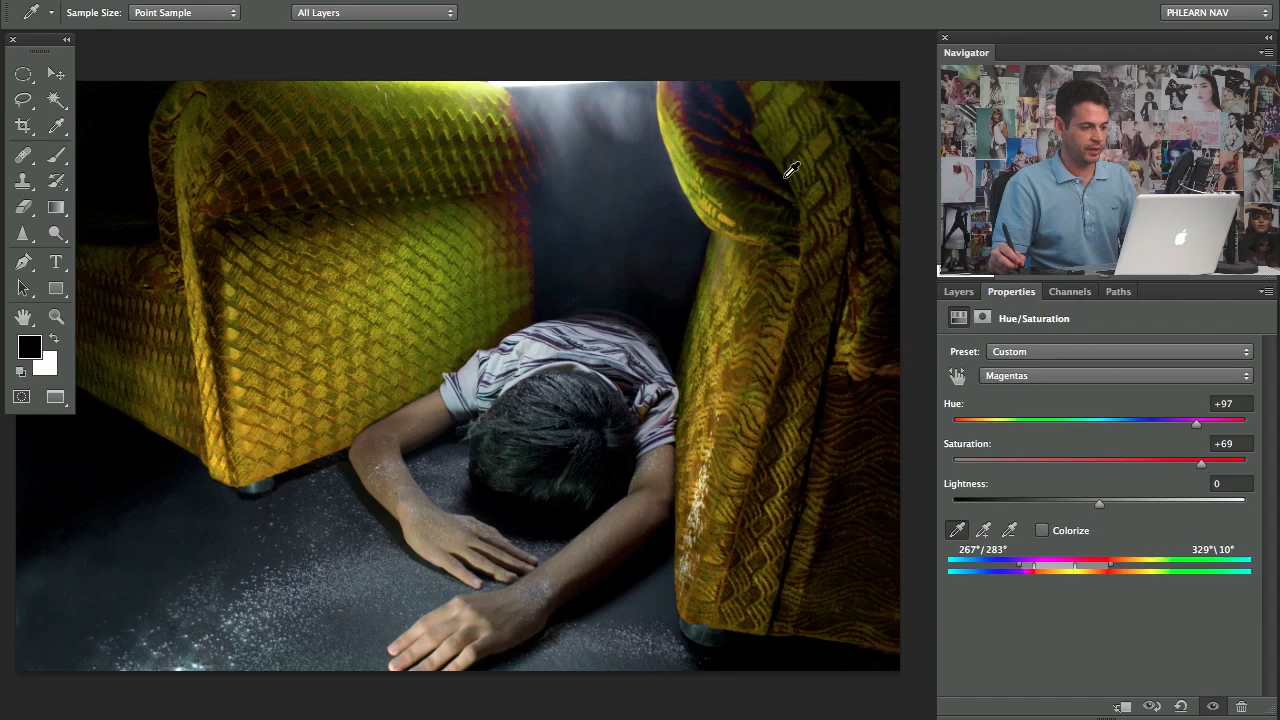 Sample Size: Point Sample All Layers PHLEARN NAV
Navigator
Layers Properties Channels Paths
Hue/Saturation
Preset: Custom
Magentas
Hue: +97
Saturation: +69
Lightness: 0
Colorize
267°/283° 329°\10°
T